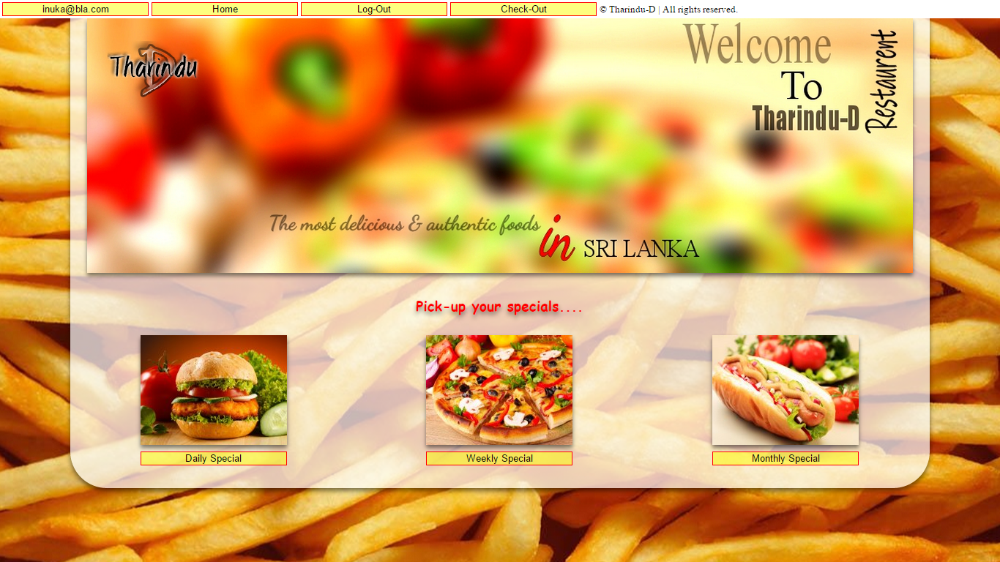 inuka@bla.com Home Log-Out Check-Out © Tharindu-D | All rights reserved.
Tharindu D
Welcome
To
Tharindu-D
Restaurent
The most delicious & authentic foods
in SRI LANKA
Pick-up your specials....
Daily Special Weekly Special Monthly Special